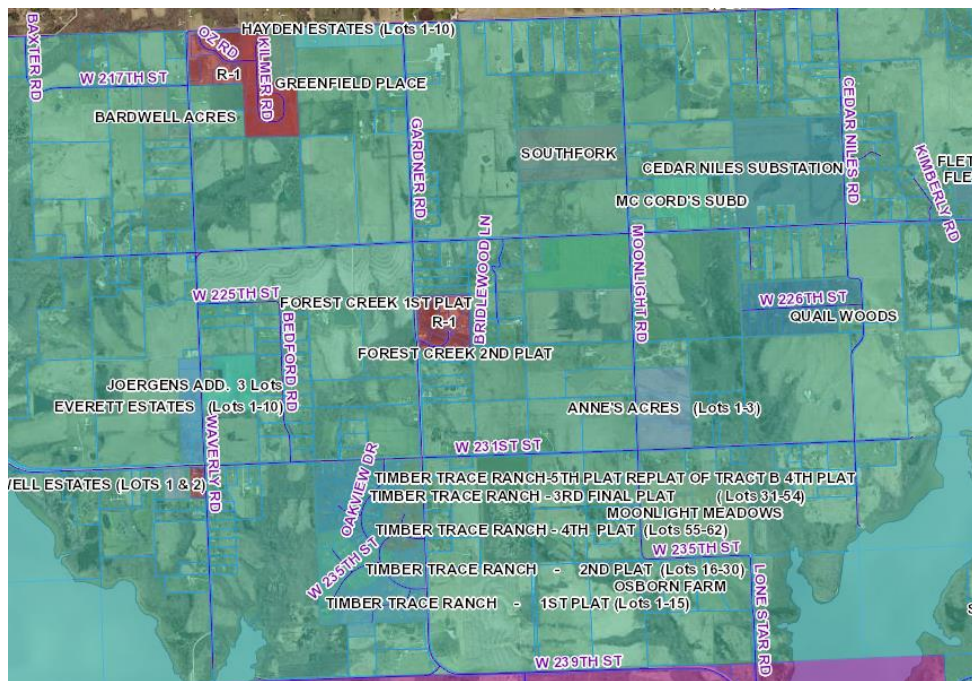 HAYDEN ESTATES (Lots 1-10)
BAXTER RD
OZ RD
KILMER RD
R-1
W 217TH ST
GREENFIELD PLACE
BARDWELL ACRES
GARDNER RD
SOUTHFORK
CEDAR NILES SUBSTATION
CEDAR NILES RD
KIMBERLY RD
FLET
FLE
MC CORD'S SUBD
BRIDLEWOOD LN
MOONLIGHT RD
W 225TH ST
BEDFORD RD
FOREST CREEK 1ST PLAT
R-1
FOREST CREEK 2ND PLAT
W 226TH ST
QUAIL WOODS
JOERGENS ADD. 3 Lots
EVERETT ESTATES (Lots 1-10)
WAVERLY RD
ANNE'S ACRES (Lots 1-3)
W 231ST ST
WELL ESTATES (LOTS 1 & 2)
OAKVIEW DR
TIMBER TRACE RANCH-5TH PLAT REPLAT OF TRACT B 4TH PLAT
TIMBER TRACE RANCH - 3RD FINAL PLAT (Lots 31-54)
MOONLIGHT MEADOWS
TIMBER TRACE RANCH - 4TH PLAT (Lots 55-62)
W 235TH ST
W 235TH ST
TIMBER TRACE RANCH - 2ND PLAT (Lots 16-30)
OSBORN FARM
TIMBER TRACE RANCH - 1ST PLAT (Lots 1-15)
LONE STAR RD
W 239TH ST